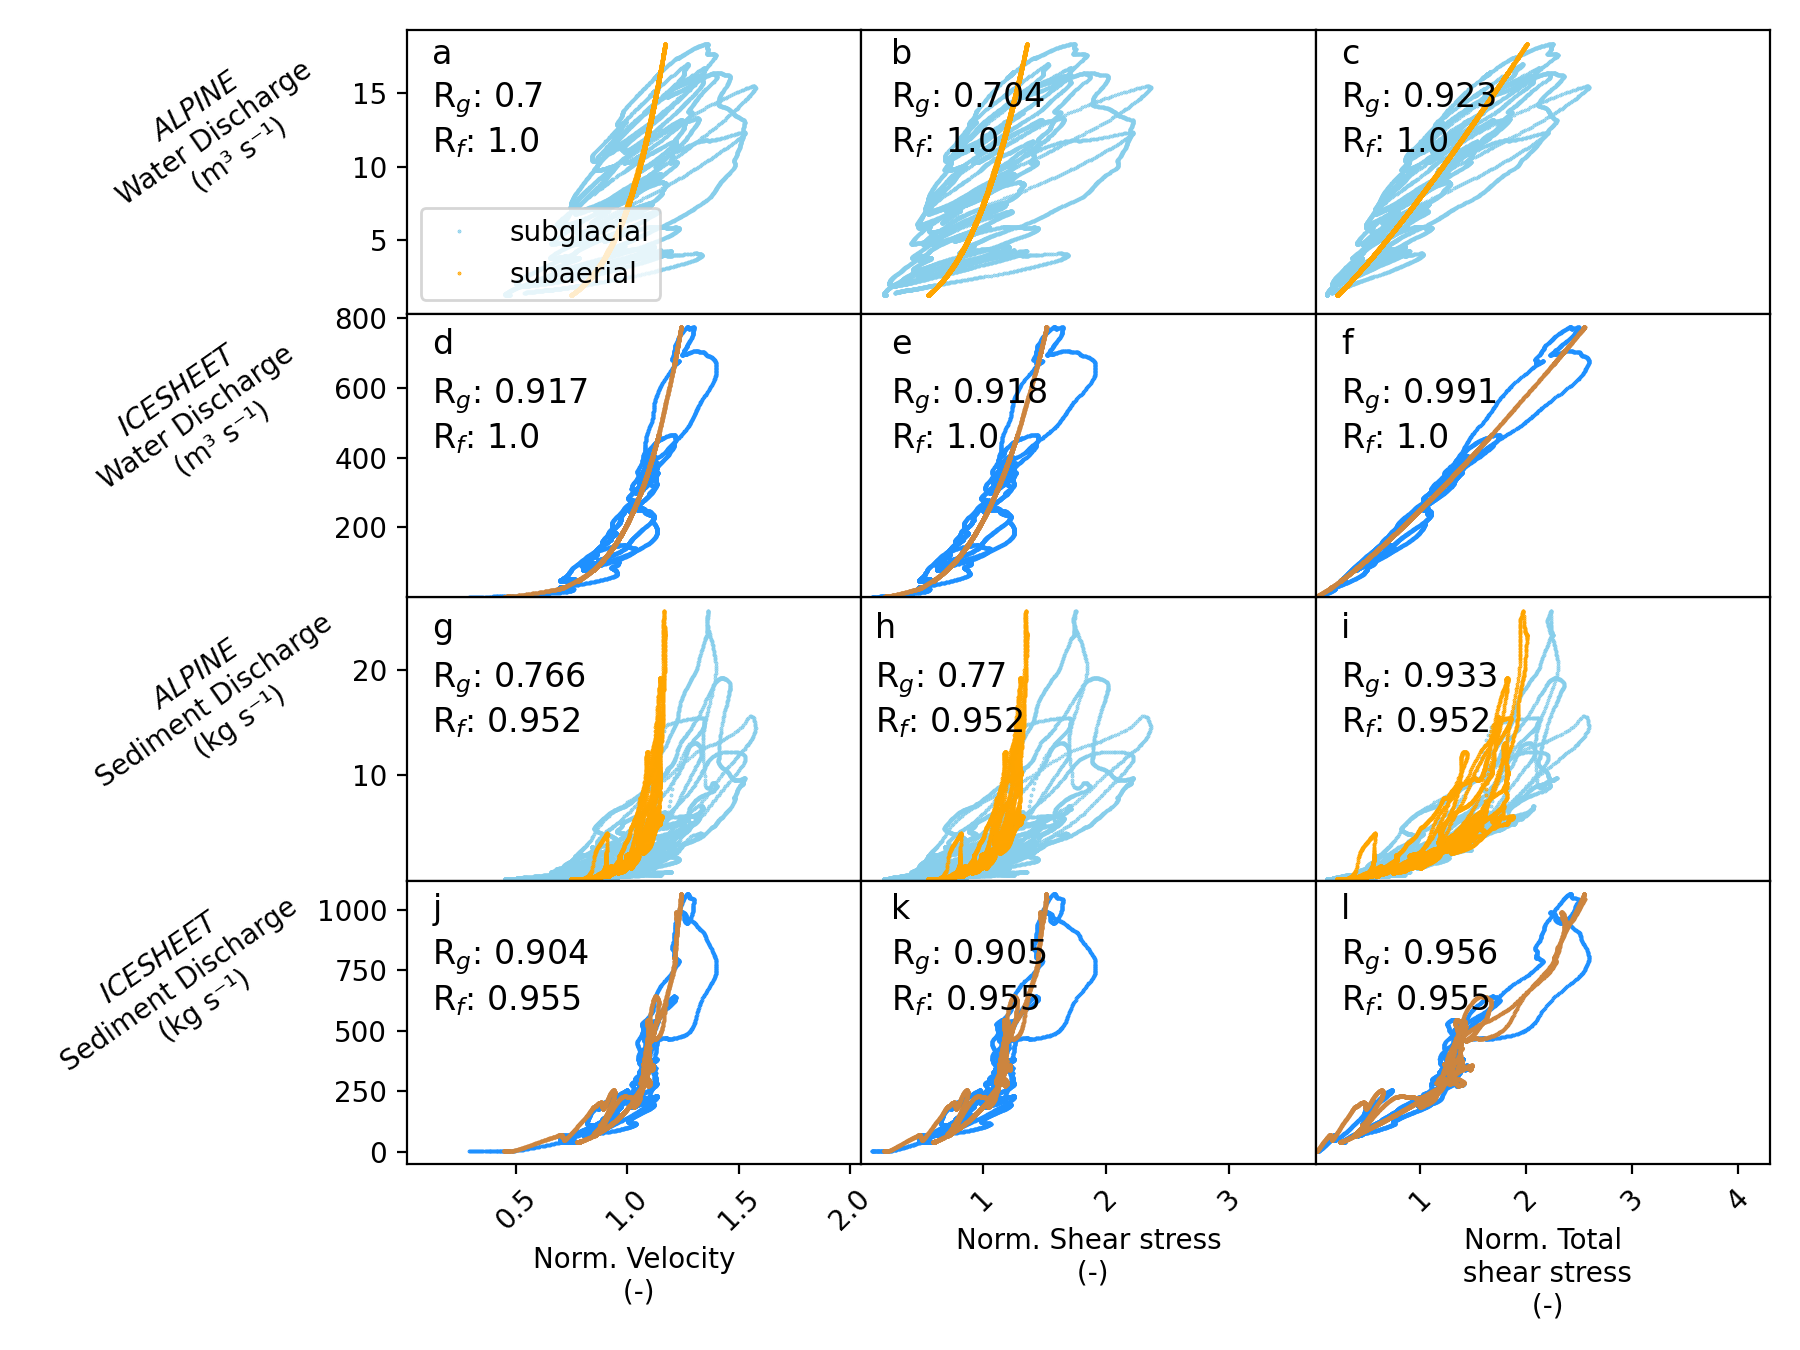 ALPINE
Water Discharge
(m³ s⁻¹)
15
10
5
a
R_g: 0.7
R_f: 1.0
subglacial
subaerial
b
R_g: 0.704
R_f: 1.0
c
R_g: 0.923
R_f: 1.0
ICESHEET
Water Discharge
(m³ s⁻¹)
800
600
400
200
d
R_g: 0.917
R_f: 1.0
e
R_g: 0.918
R_f: 1.0
f
R_g: 0.991
R_f: 1.0
ALPINE
Sediment Discharge
(kg s⁻¹)
20
10
g
R_g: 0.766
R_f: 0.952
h
R_g: 0.77
R_f: 0.952
i
R_g: 0.933
R_f: 0.952
ICESHEET
Sediment Discharge
(kg s⁻¹)
1000
750
500
250
0
j
R_g: 0.904
R_f: 0.955
k
R_g: 0.905
R_f: 0.955
l
R_g: 0.956
R_f: 0.955
0.5 1.0 1.5 2.0
Norm. Velocity
(-)
1 2 3
Norm. Shear stress
(-)
1 2 3 4
Norm. Total
shear stress
(-)